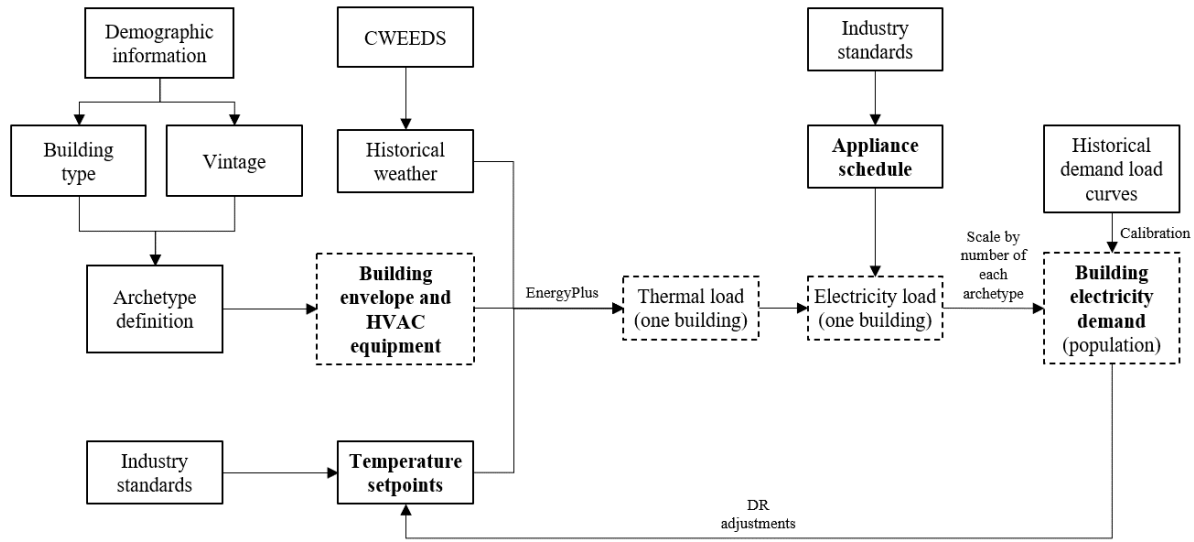 Demographic
information
CWEEDS
Industry
standards
Building
type
Vintage
Historical
weather
Appliance
schedule
Historical
demand load
curves
Archetype
definition
Building
envelope and
HVAC
equipment
EnergyPlus
Thermal load
(one building)
Electricity load
(one building)
Scale by
number of
each
archetype
Calibration
Building
electricity
demand
(population)
Industry
standards
Temperature
setpoints
DR
adjustments